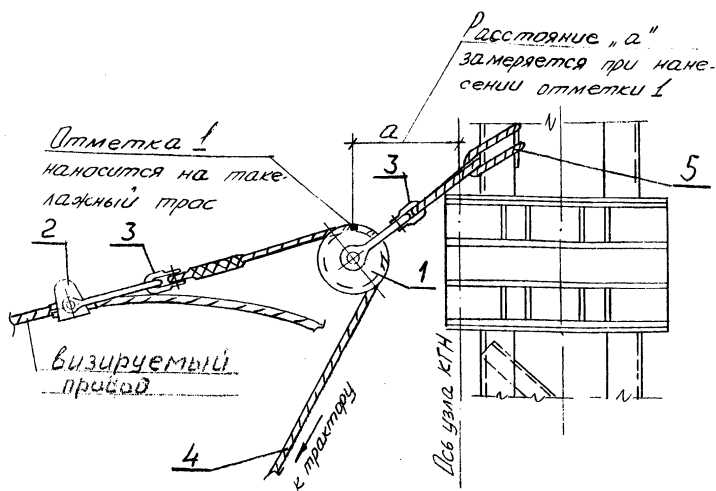 Расстояние „а"
замеряется при нане-
сении отметки 1
Отметка 1
наносится на таке-
лажный трос
а
3
5
2
3
1
визируемый
провод
4
к трактору
Ось узла КГН